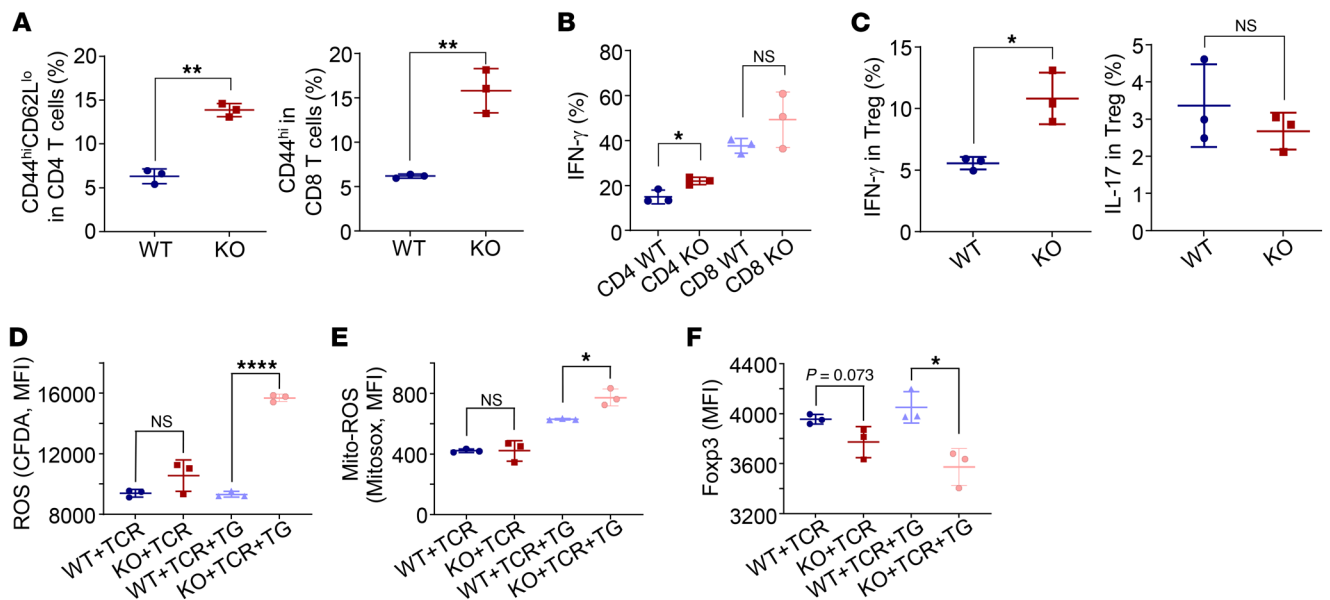 A
CD44hiCD62Llo
in CD4 T cells (%)
20
15
10
5
0
**
WT
KO
CD44hi in
CD8 T cells (%)
20
15
10
5
0
**
WT
KO
B
IFN-γ (%)
80
60
40
20
0
*
NS
CD4 WT
CD4 KO
CD8 WT
CD8 KO
C
IFN-γ in Treg (%)
15
10
5
0
*
WT
KO
IL-17 in Treg (%)
5
4
3
2
1
0
NS
WT
KO
D
ROS (CFDA, MFI)
16000
12000
8000
NS
****
WT+TCR
KO+TCR
WT+TCR+TG
KO+TCR+TG
E
Mito-ROS
(Mitosox, MFI)
800
400
0
NS
*
WT+TCR
KO+TCR
WT+TCR+TG
KO+TCR+TG
F
Foxp3 (MFI)
4400
4000
3600
3200
P = 0.073
*
WT+TCR
KO+TCR
WT+TCR+TG
KO+TCR+TG